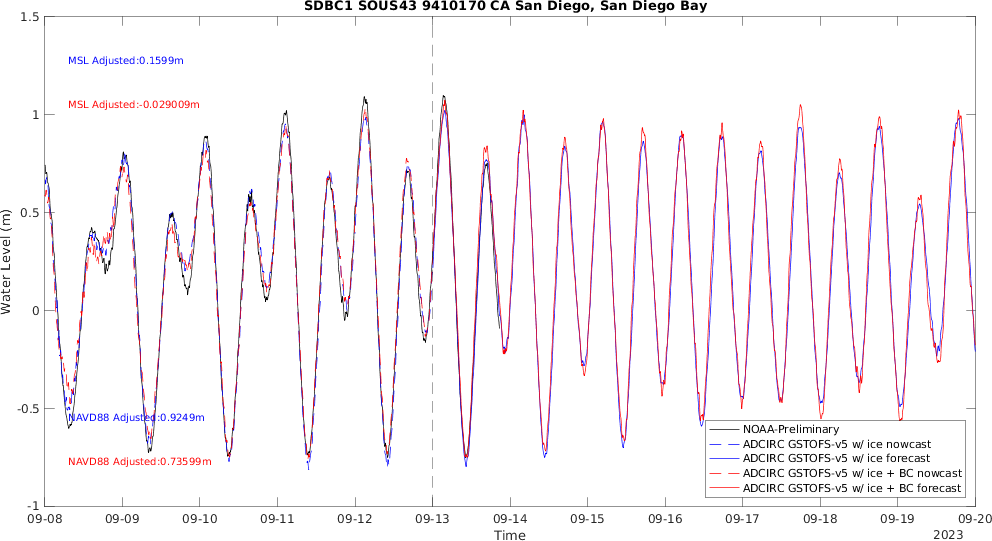 SDBC1 SOUS43 9410170 CA San Diego, San Diego Bay
1.5
1
0.5
0
-0.5
-1
Water Level (m)
MSL Adjusted:0.1599m
MSL Adjusted:-0.029009m
NAVD88 Adjusted:0.9249m
NAVD88 Adjusted:0.73599m
NOAA-Preliminary
ADCIRC GSTOFS-v5 w/ ice nowcast
ADCIRC GSTOFS-v5 w/ ice forecast
ADCIRC GSTOFS-v5 w/ ice + BC nowcast
ADCIRC GSTOFS-v5 w/ ice + BC forecast
09-08 09-09 09-10 09-11 09-12 09-13 09-14 09-15 09-16 09-17 09-18 09-19 09-20
Time
2023